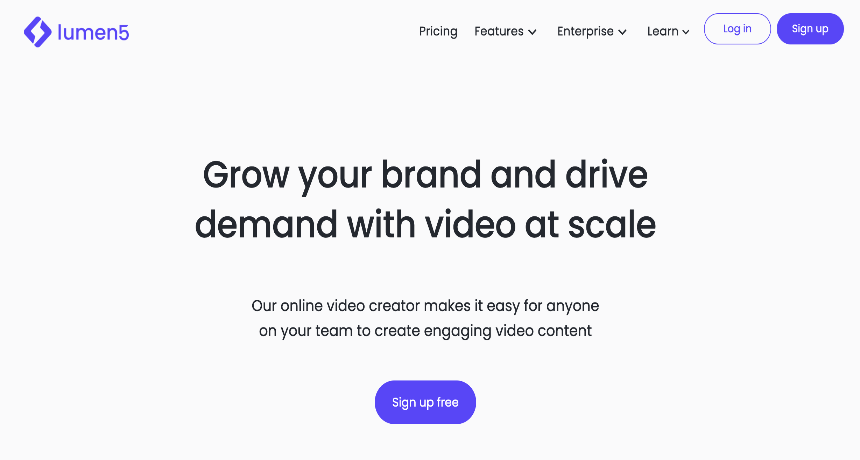 lumen5
Pricing Features Enterprise Learn Log in Sign up
Grow your brand and drive
demand with video at scale
Our online video creator makes it easy for anyone
on your team to create engaging video content
Sign up free